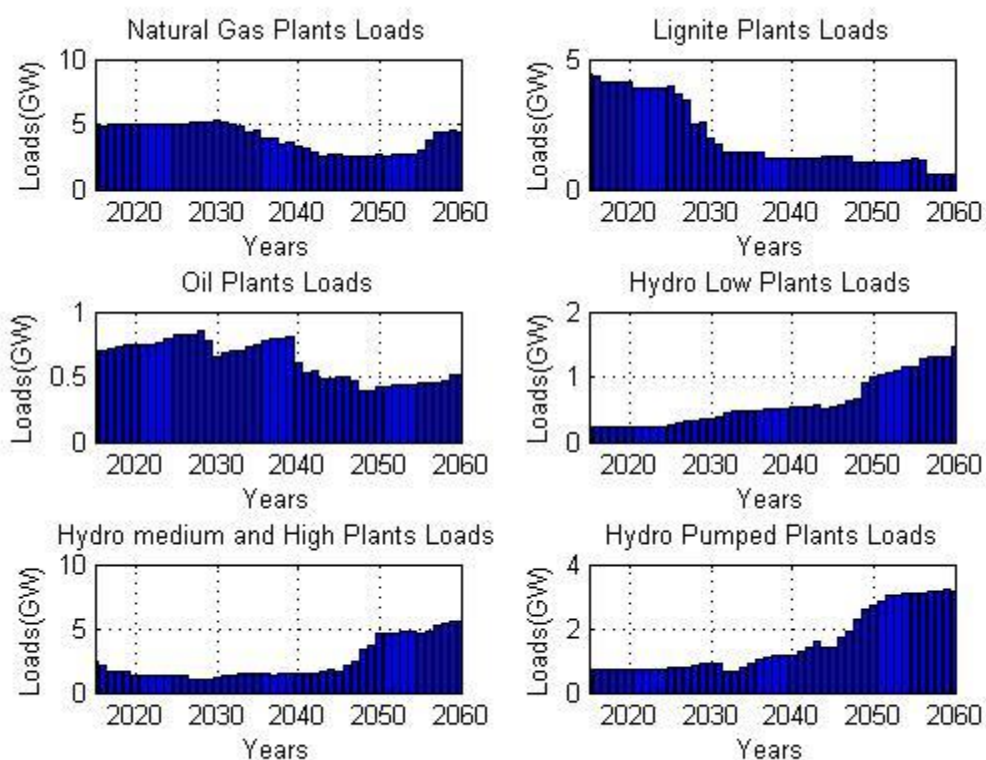 Natural Gas Plants Loads
Loads(GW)
10
5
0
2020 2030 2040 2050 2060
Years
Lignite Plants Loads
Loads(GW)
5
0
2020 2030 2040 2050 2060
Years
Oil Plants Loads
Loads(GW)
1
0.5
0
2020 2030 2040 2050 2060
Years
Hydro Low Plants Loads
Loads(GW)
2
1
0
2020 2030 2040 2050 2060
Years
Hydro medium and High Plants Loads
Loads(GW)
10
5
0
2020 2030 2040 2050 2060
Years
Hydro Pumped Plants Loads
Loads(GW)
4
2
0
2020 2030 2040 2050 2060
Years